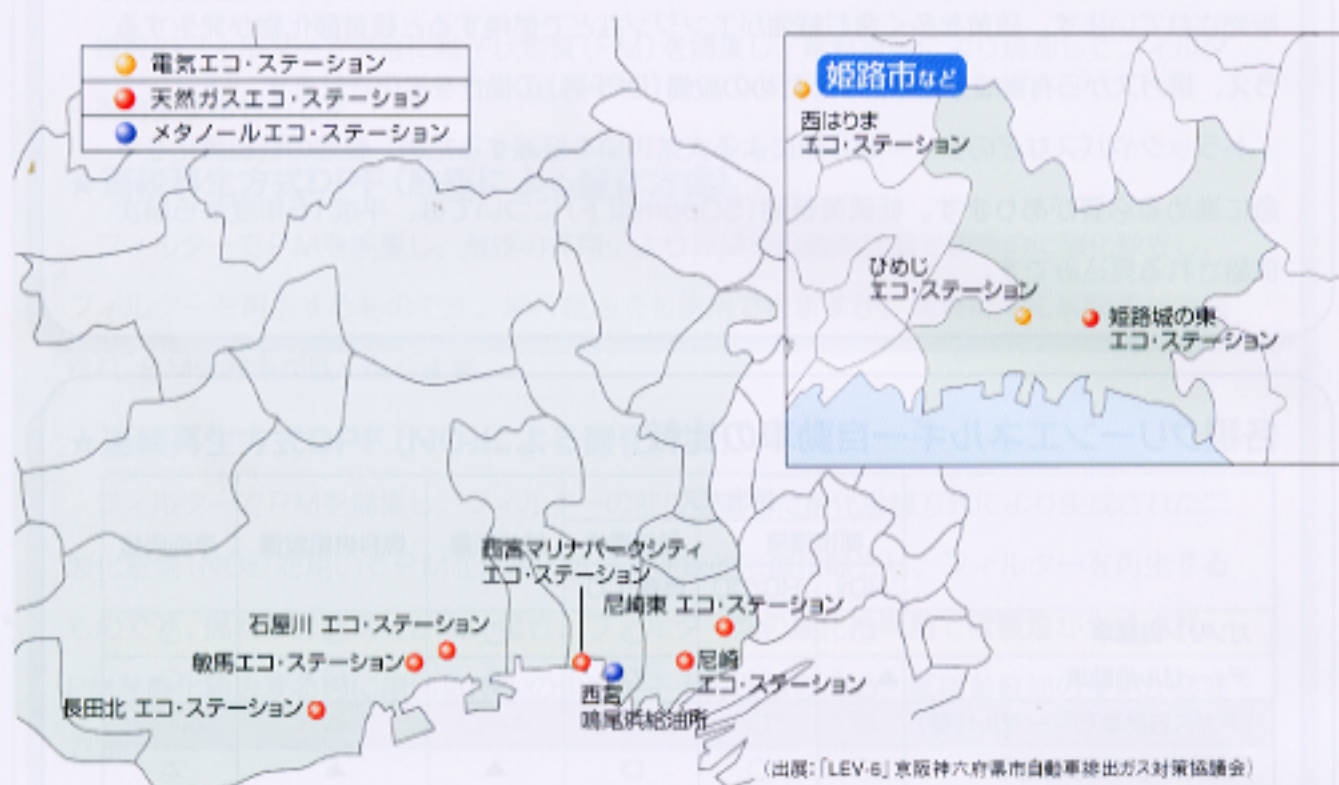 電気エコ・ステーション
天然ガスエコ・ステーション
メタノールエコ・ステーション
姫路市など
西はりま
エコ・ステーション
ひめじ
エコ・ステーション
姫路城の東
エコ・ステーション
西宮マリナパークシティ
エコ・ステーション
尼崎東 エコ・ステーション
石屋川 エコ・ステーション
敏馬エコ・ステーション
尼崎
エコ・ステーション
西宮
鳴尾浜給油所
長田北 エコ・ステーション
(出展:「LEV-6」京阪神六府県市自動車排出ガス対策協議会)